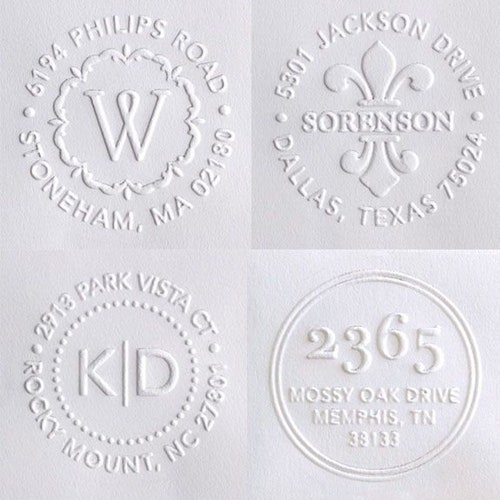 6194 PHILIPS ROAD
W
STONEHAM, MA 02180
5301 JACKSON DRIVE
SORENSON
DALLAS, TEXAS 75024
2913 PARK VISTA CT
K|D
ROCKY MOUNT, NC 27801
2365
MOSSY OAK DRIVE
MEMPHIS, TN
38133